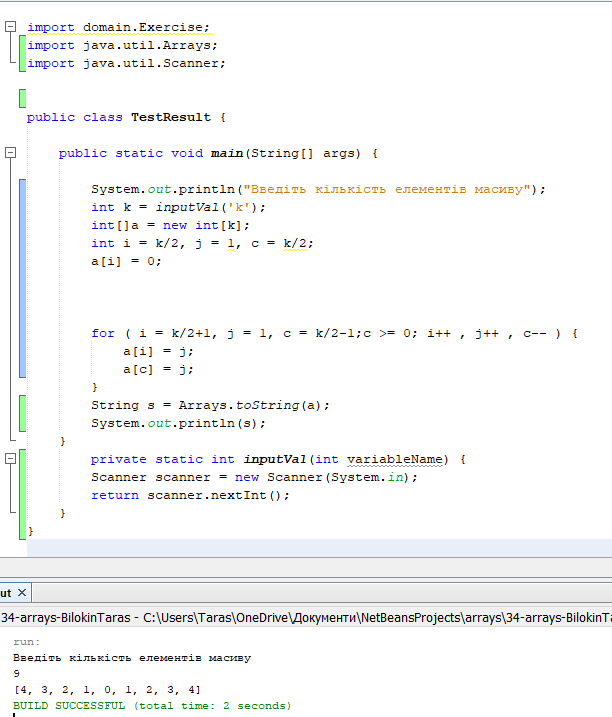 import domain.Exercise;
import java.util.Arrays;
import java.util.Scanner;
public class TestResult {
public static void main(String[] args) {
System.out.println("Введіть кількість елементів масиву");
int k = inputVal('k');
int[]a = new int[k];
int i = k/2, j = 1, c = k/2;
a[i] = 0;
for ( i = k/2+1, j = 1, c = k/2-1;c >= 0; i++ , j++ , c-- ) {
a[i] = j;
a[c] = j;
}
String s = Arrays.toString(a);
System.out.println(s);
}
private static int inputVal(int variableName) {
Scanner scanner = new Scanner(System.in);
return scanner.nextInt();
}
}
ut ×
34-arrays-BilokinTaras - C:\Users\Taras\OneDrive\Документи\NetBeansProjects\arrays\34-arrays-BilokinTa
run:
Введіть кількість елементів масиву
9
[4, 3, 2, 1, 0, 1, 2, 3, 4]
BUILD SUCCESSFUL (total time: 2 seconds)